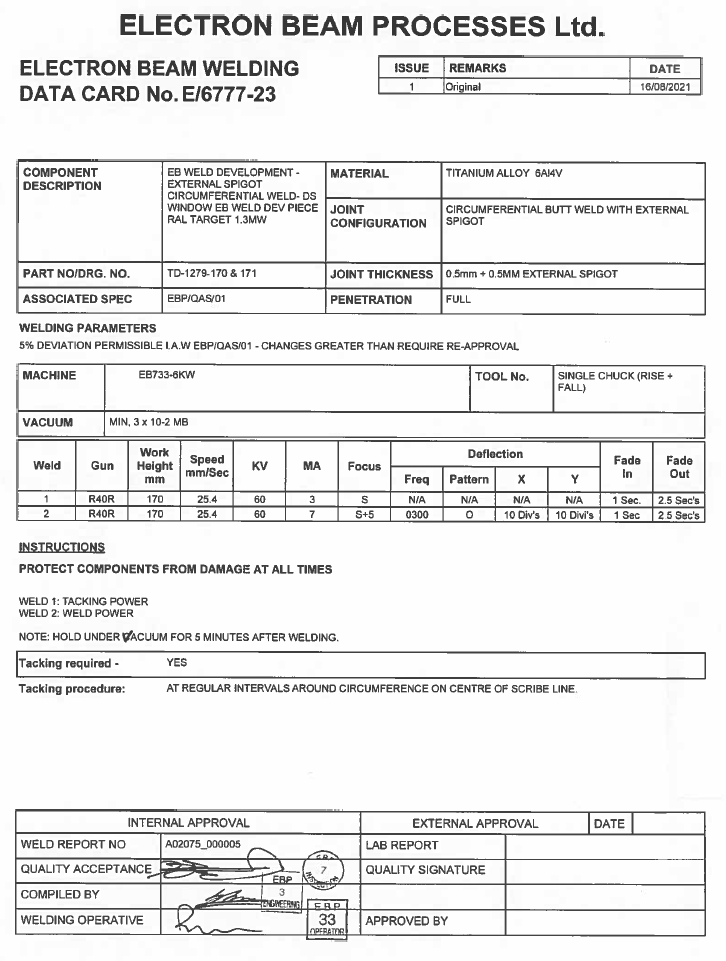 ELECTRON BEAM PROCESSES Ltd.
ELECTRON BEAM WELDING
DATA CARD No. E/6777-23
ISSUE REMARKS DATE
1 Original 16/08/2021
COMPONENT
DESCRIPTION
EB WELD DEVELOPMENT -
EXTERNAL SPIGOT
CIRCUMFERENTIAL WELD- DS
WINDOW EB WELD DEV PIECE
RAL TARGET 1.3MW
MATERIAL TITANIUM ALLOY 6Al4V
JOINT
CONFIGURATION
CIRCUMFERENTIAL BUTT WELD WITH EXTERNAL
SPIGOT
PART NO/DRG. NO. TD-1279-170 & 171 JOINT THICKNESS 0.5mm + 0.5MM EXTERNAL SPIGOT
ASSOCIATED SPEC EBP/QAS/01 PENETRATION FULL
WELDING PARAMETERS
5% DEVIATION PERMISSIBLE I.A.W EBP/QAS/01 - CHANGES GREATER THAN REQUIRE RE-APPROVAL
MACHINE EB733-6KW TOOL No. SINGLE CHUCK (RISE +
FALL)
VACUUM MIN, 3 x 10-2 MB
Weld Gun Work Height mm Speed mm/Sec KV MA Focus Deflection Fade In Fade Out
Freq Pattern X Y
1 R40R 170 25.4 60 3 S N/A N/A N/A N/A 1 Sec. 2.5 Sec's
2 R40R 170 25.4 60 7 S+5 0300 O 10 Div's 10 Divi's 1 Sec 2.5 Sec's
INSTRUCTIONS
PROTECT COMPONENTS FROM DAMAGE AT ALL TIMES
WELD 1: TACKING POWER
WELD 2: WELD POWER
NOTE: HOLD UNDER VACUUM FOR 5 MINUTES AFTER WELDING.
Tacking required - YES
Tacking procedure: AT REGULAR INTERVALS AROUND CIRCUMFERENCE ON CENTRE OF SCRIBE LINE.
INTERNAL APPROVAL EXTERNAL APPROVAL DATE
WELD REPORT NO A02075_000005 LAB REPORT
QUALITY ACCEPTANCE QUALITY SIGNATURE
7
EBP
3
ENGINEERING
COMPILED BY
WELDING OPERATIVE APPROVED BY
EBP
33
OPERATOR